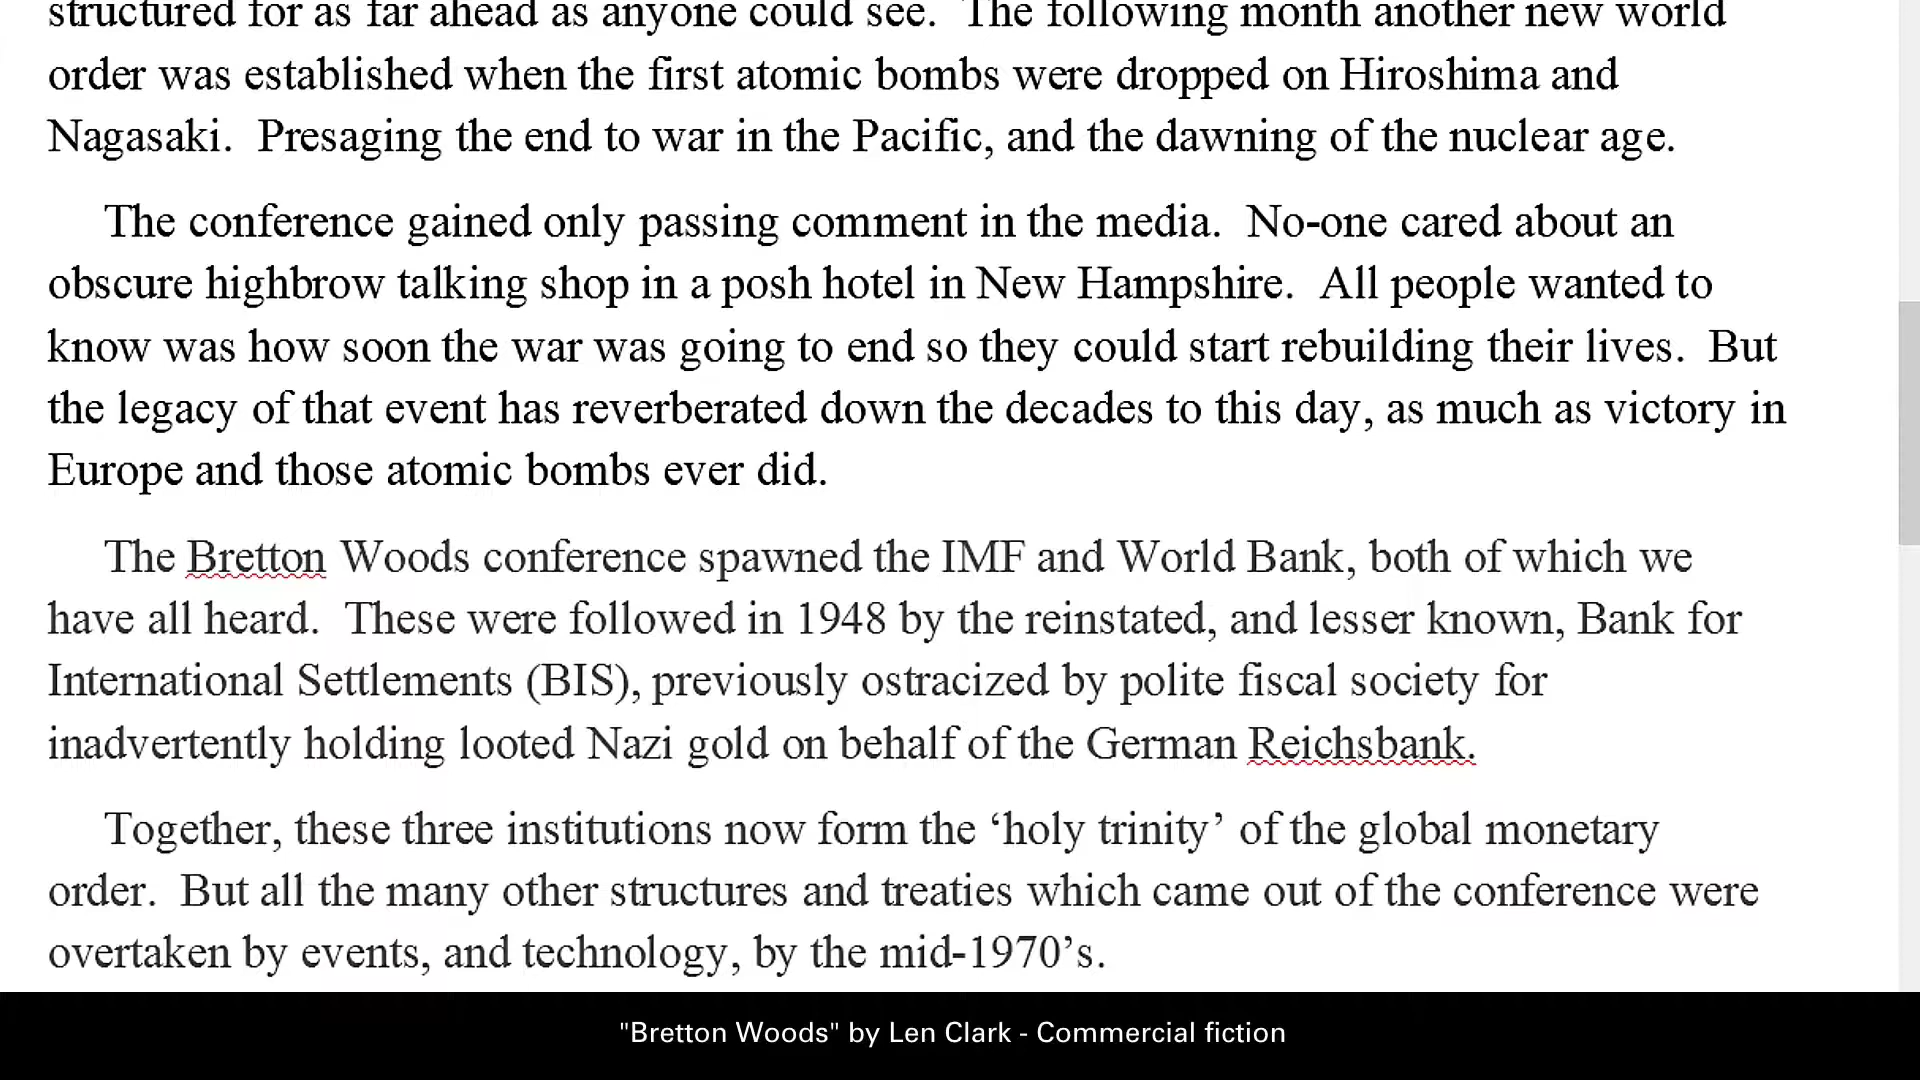 structured for as far ahead as anyone could see.  The following month another new world
order was established when the first atomic bombs were dropped on Hiroshima and
Nagasaki.  Presaging the end to war in the Pacific, and the dawning of the nuclear age.
The conference gained only passing comment in the media.  No-one cared about an
obscure highbrow talking shop in a posh hotel in New Hampshire.  All people wanted to
know was how soon the war was going to end so they could start rebuilding their lives.  But
the legacy of that event has reverberated down the decades to this day, as much as victory in
Europe and those atomic bombs ever did.
The Bretton Woods conference spawned the IMF and World Bank, both of which we
have all heard.  These were followed in 1948 by the reinstated, and lesser known, Bank for
International Settlements (BIS), previously ostracized by polite fiscal society for
inadvertently holding looted Nazi gold on behalf of the German Reichsbank.
Together, these three institutions now form the ‘holy trinity’ of the global monetary
order.  But all the many other structures and treaties which came out of the conference were
overtaken by events, and technology, by the mid-1970’s.
"Bretton Woods" by Len Clark - Commercial fiction